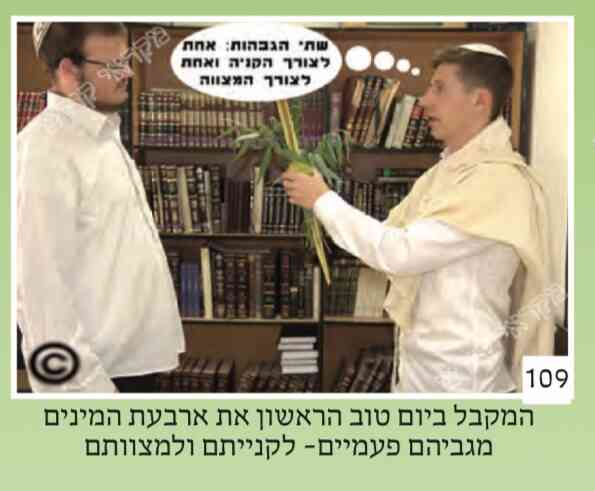 שתי הגבהות: אחת
לצורך הקניה ואחת
לצורך המצווה
109
המקבל ביום טוב הראשון את ארבעת המינים
מגביהם פעמיים- לקנייתם ולמצוותם